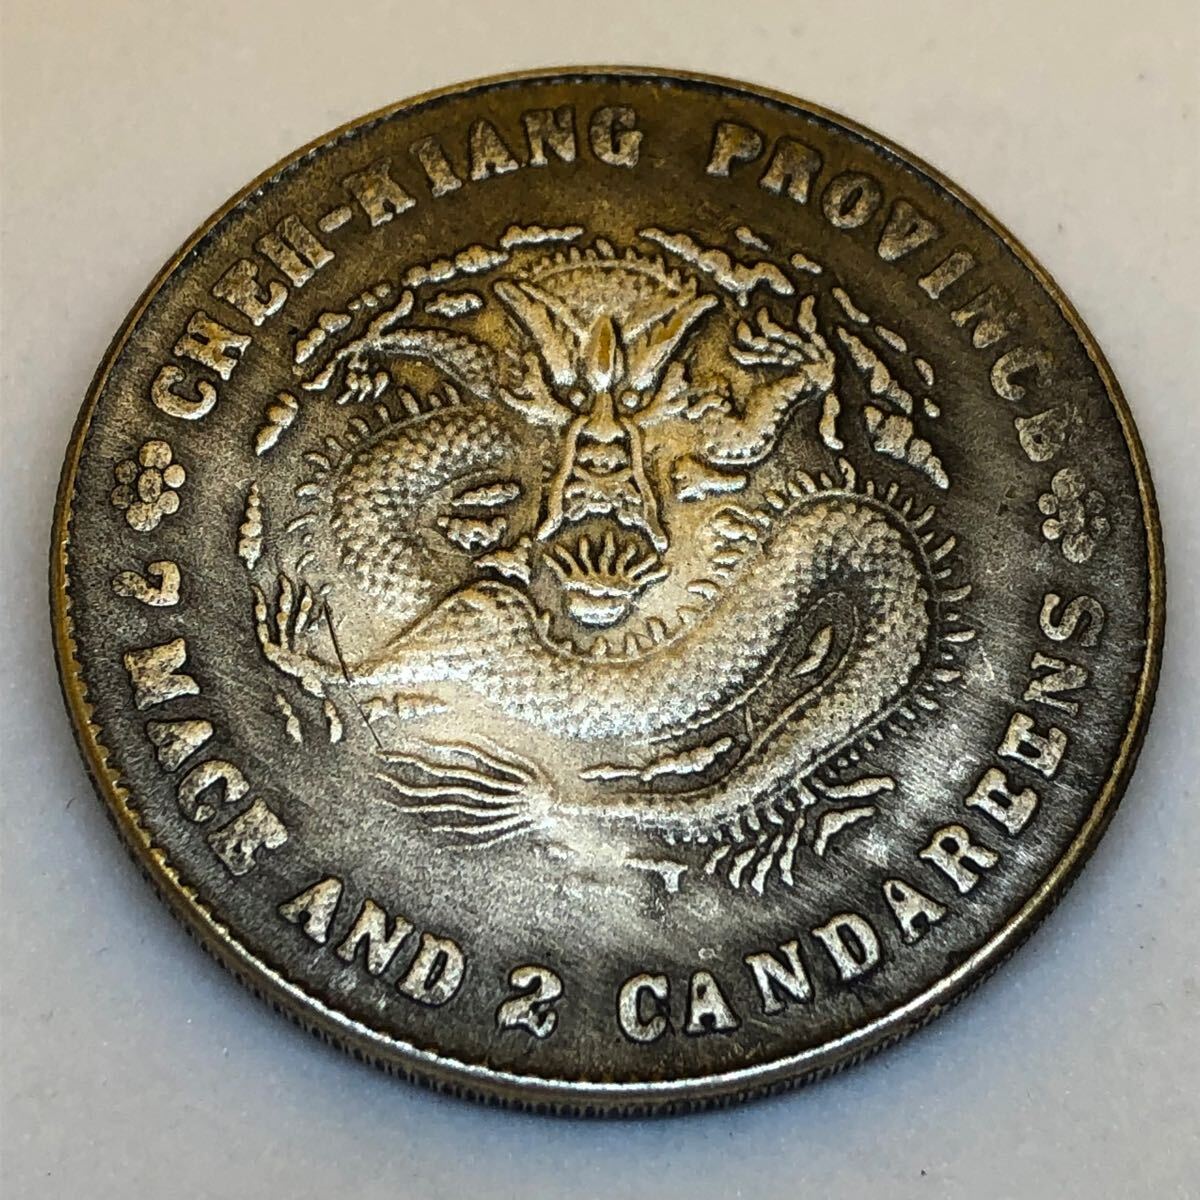 CHEH-KIANG PROVINCE
7 MACE AND 2 CANDAREENS